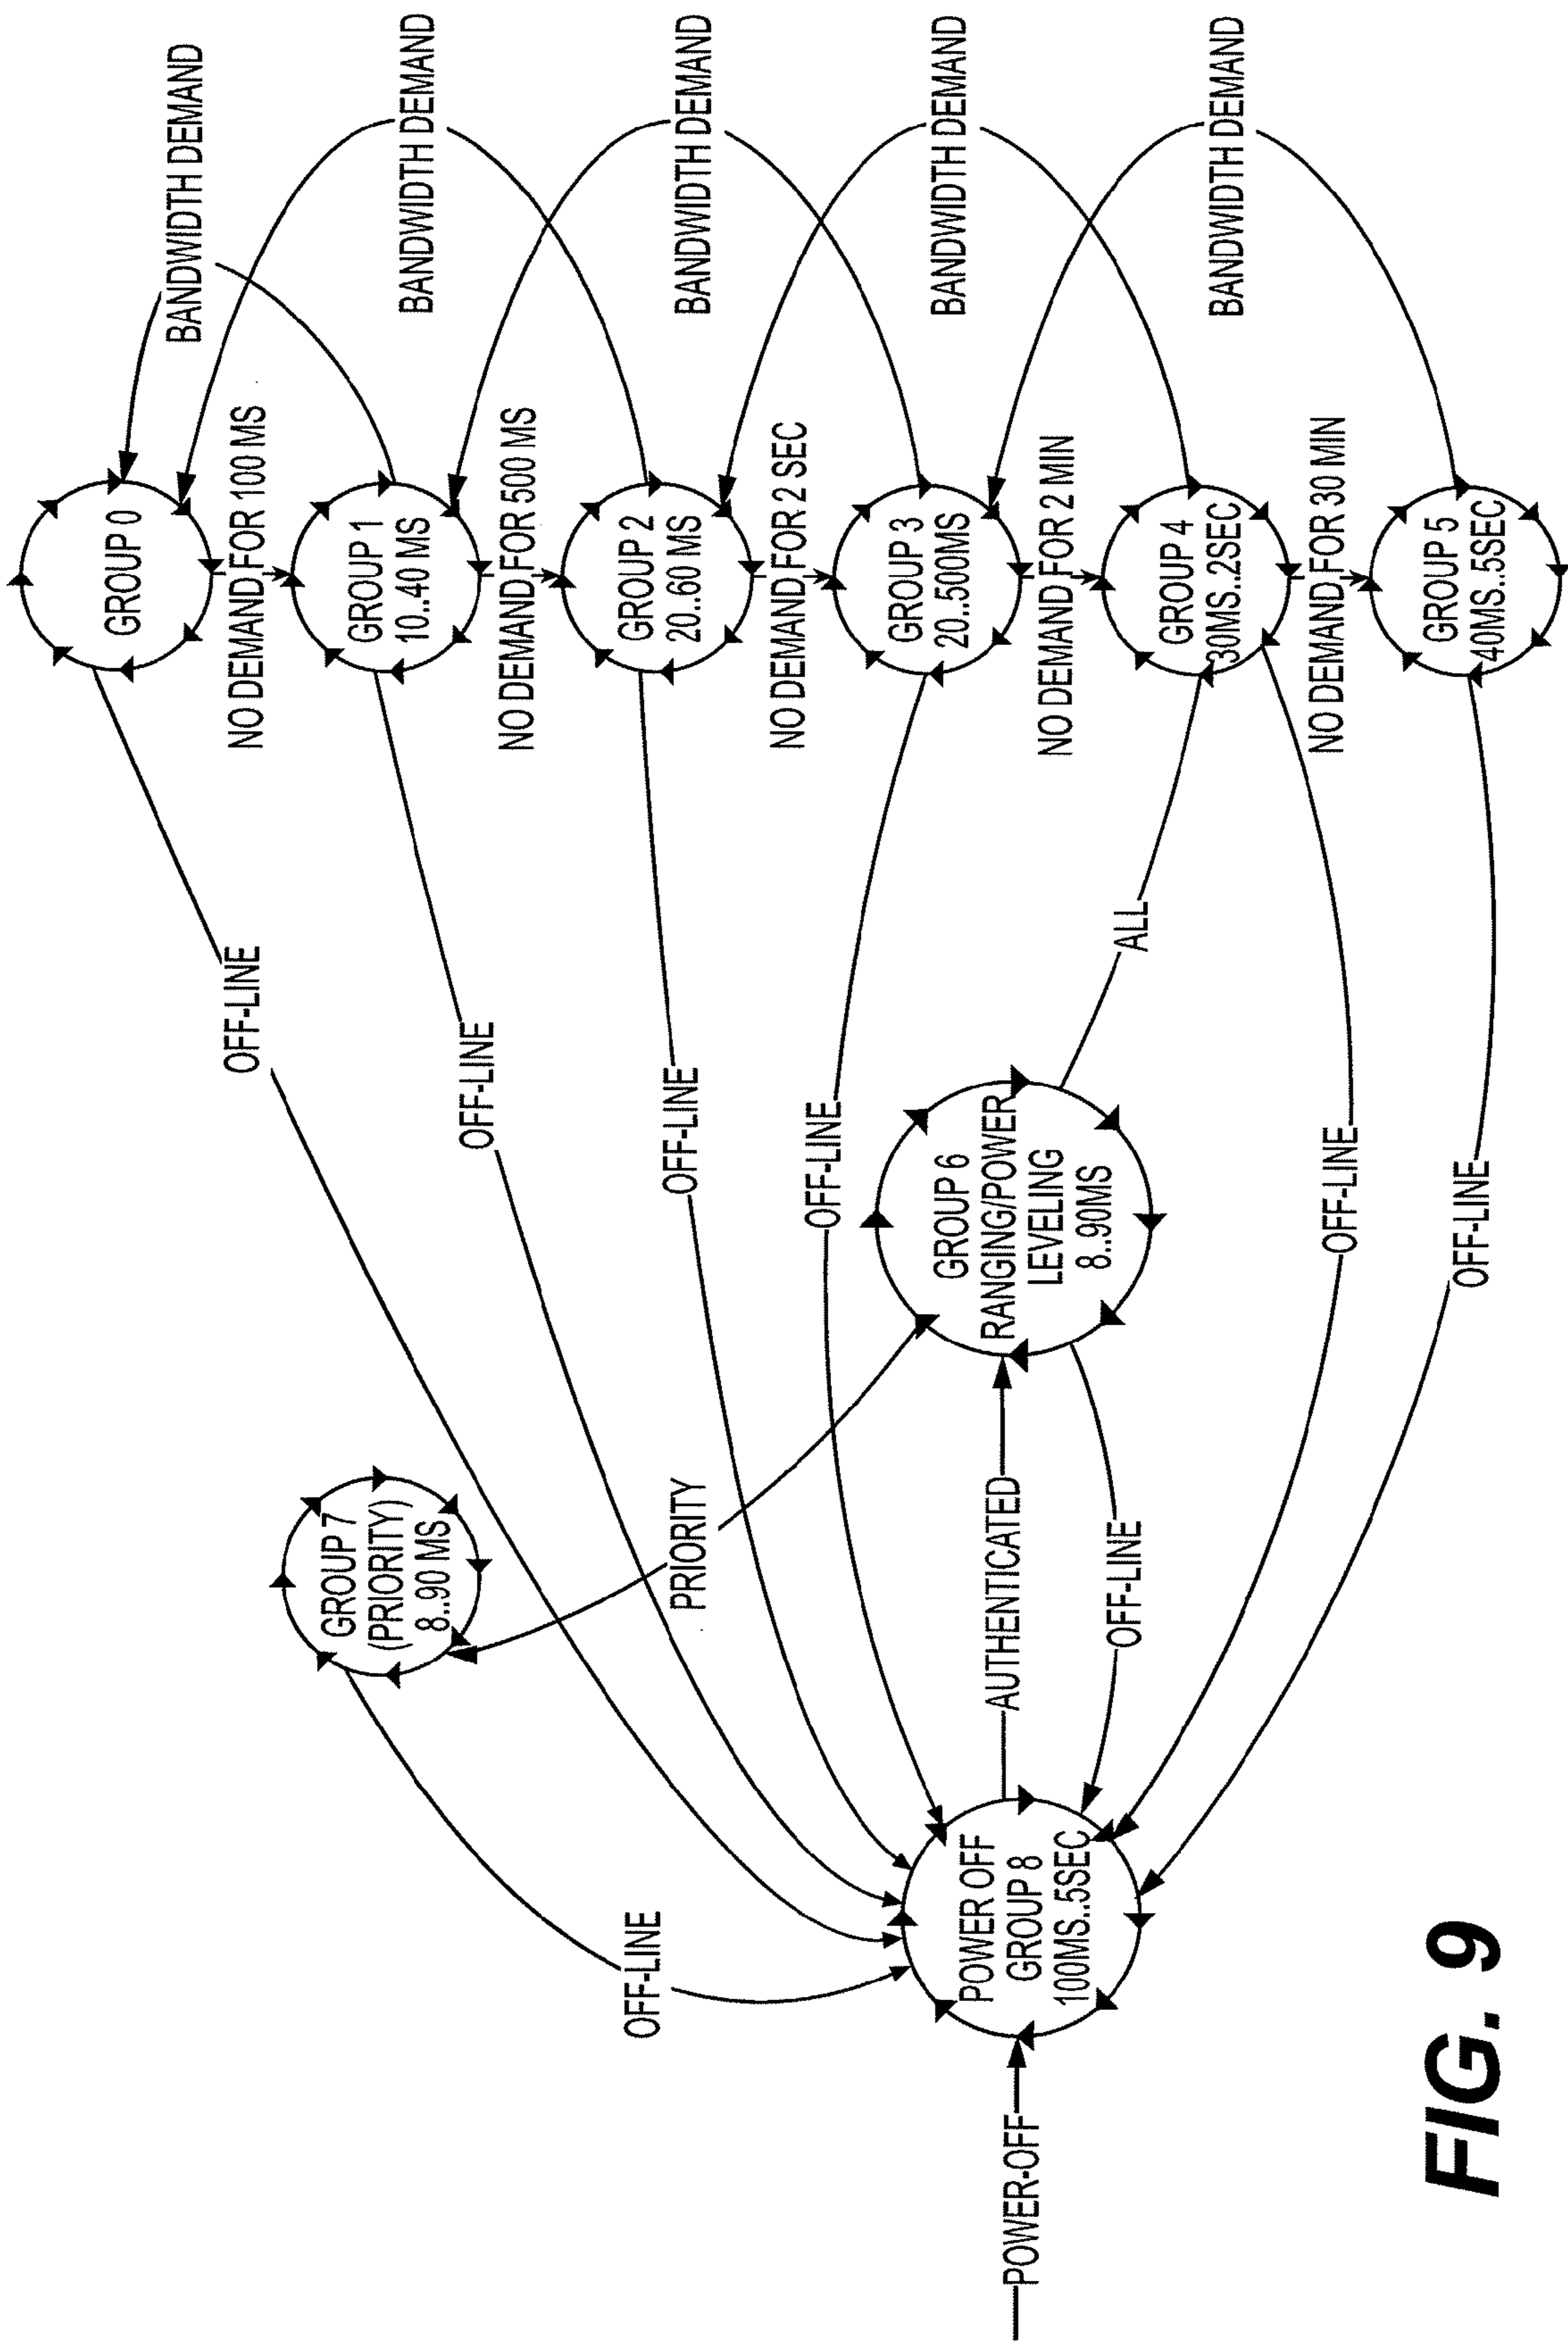 GROUP 0
BANDWIDTH DEMAND
NO DEMAND FOR 100 MS
OFF-LINE
GROUP 1
10..40 MS
BANDWIDTH DEMAND
NO DEMAND FOR 500 MS
OFF-LINE
GROUP 2
20..60 MS
BANDWIDTH DEMAND
NO DEMAND FOR 2 SEC
OFF-LINE
GROUP 3
20..500MS
BANDWIDTH DEMAND
NO DEMAND FOR 2 MIN
OFF-LINE
GROUP 4
30MS..2SEC
BANDWIDTH DEMAND
NO DEMAND FOR 30 MIN
ALL
OFF-LINE
GROUP 5
40MS..5SEC
OFF-LINE
GROUP 7
(PRIORITY)
8..90 MS
OFF-LINE
PRIORITY
GROUP 6
RANGING/POWER
LEVELING
8..90MS
AUTHENTICATED
OFF-LINE
POWER OFF
GROUP 8
100MS..5SEC
POWER-OFF
FIG. 9